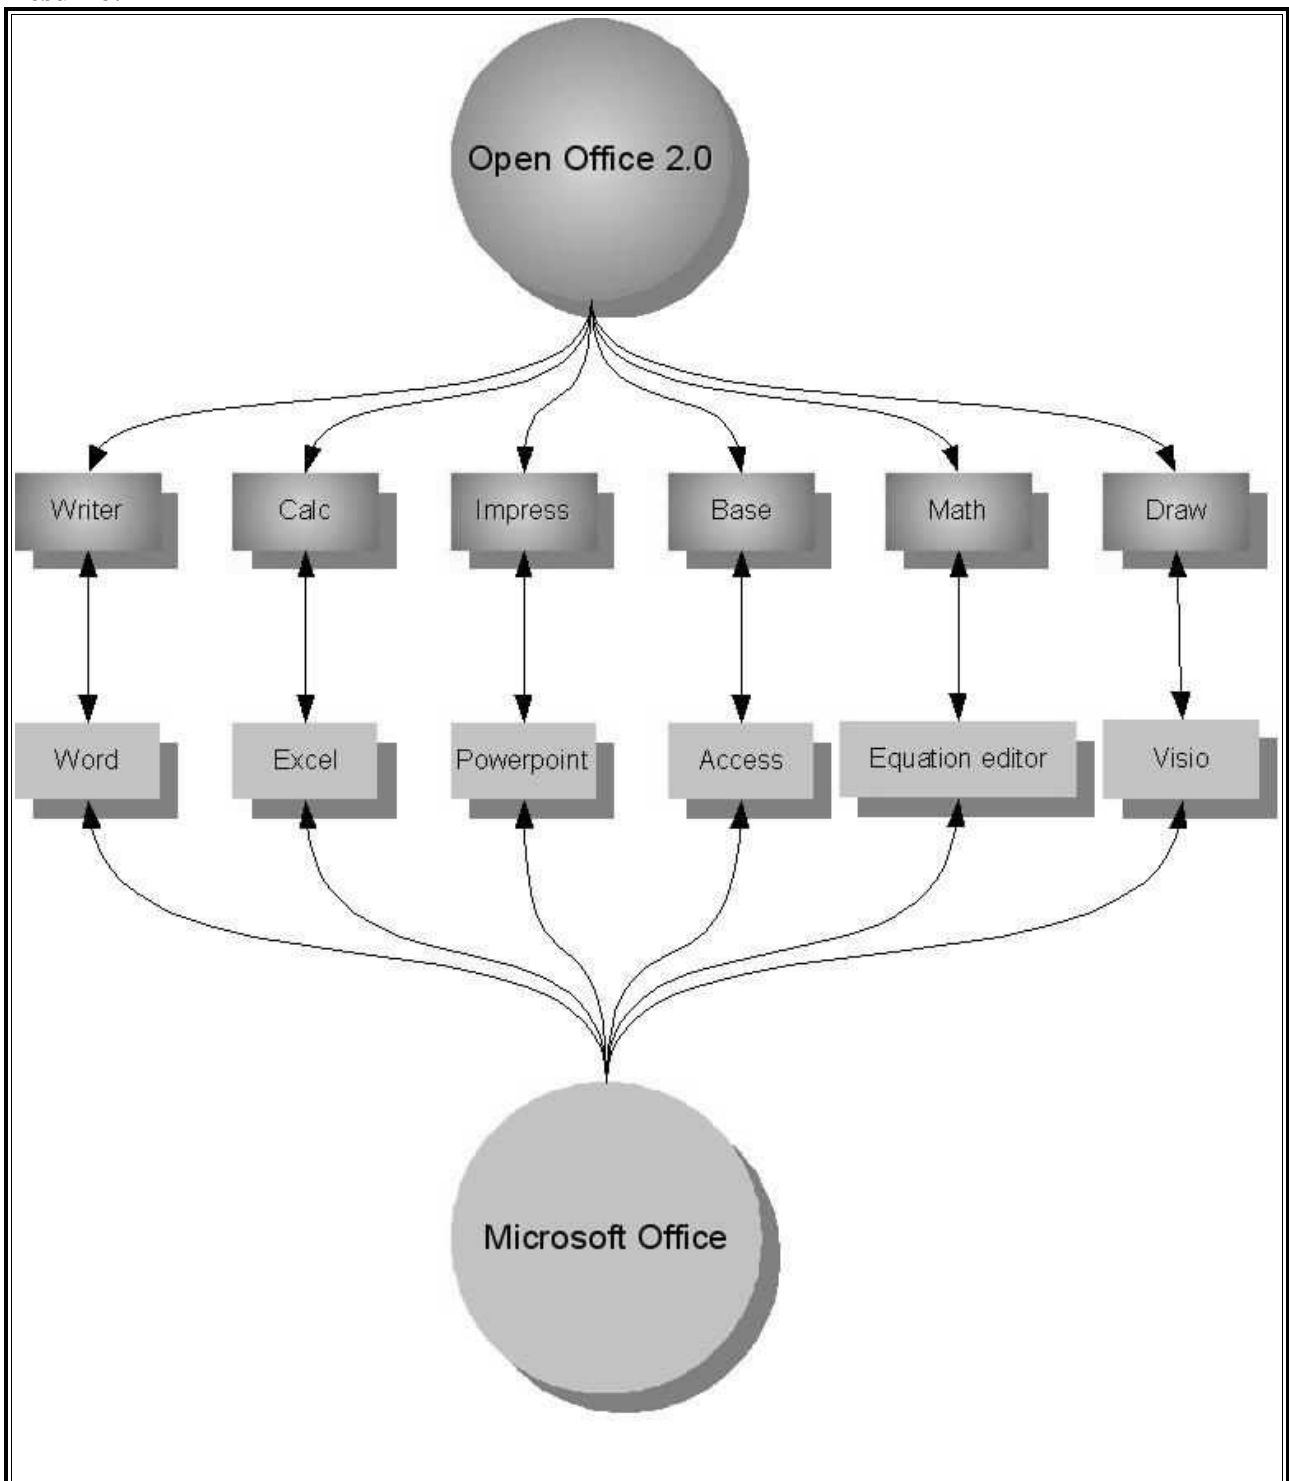 Open Office 2.0
Writer Calc Impress Base Math Draw
Word Excel Powerpoint Access Equation editor Visio
Microsoft Office